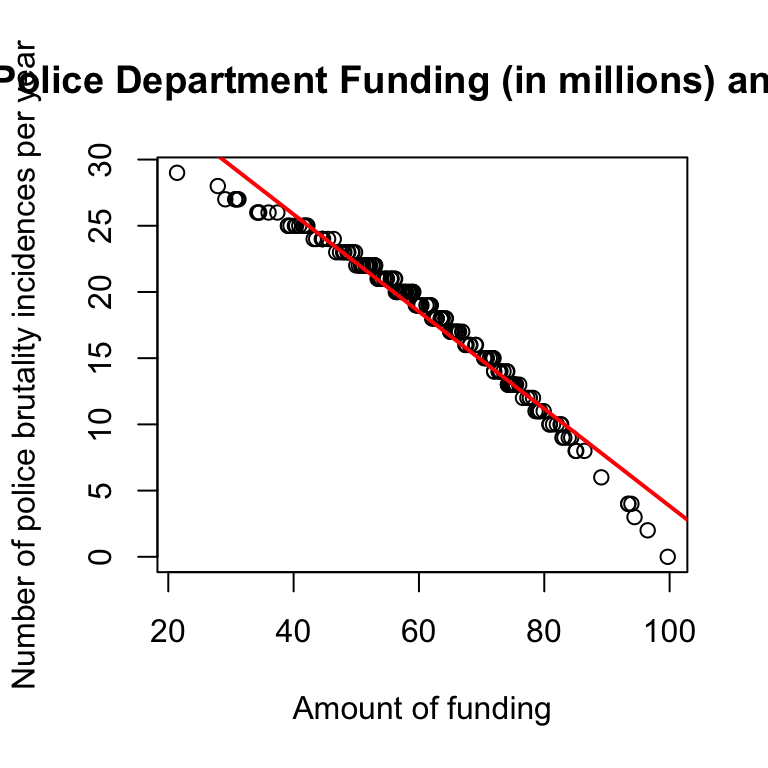 Police Department Funding (in millions) an
Number of police brutality incidences per year
30
25
20
15
10
5
0
20 40 60 80 100
Amount of funding